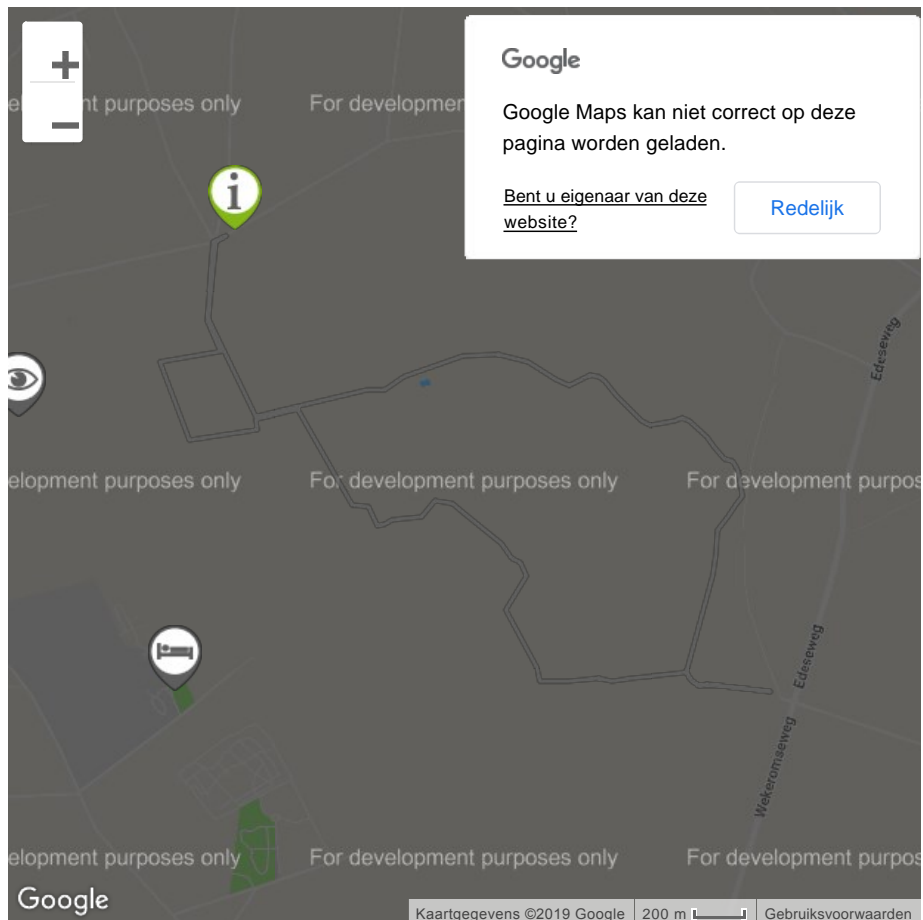 +
Google
elopment purposes only
For developmen
Google Maps kan niet correct op deze
pagina worden geladen.
Bent u eigenaar van deze
website?
Redelijk
−
i
Edeseweg
elopment purposes only
For development purposes only
For development purpos
Edeseweg
Wekeromseweg
elopment purposes only
For development purposes only
For development purpos
Google
Kaartgegevens ©2019 Google
200 m
Gebruiksvoorwaarden